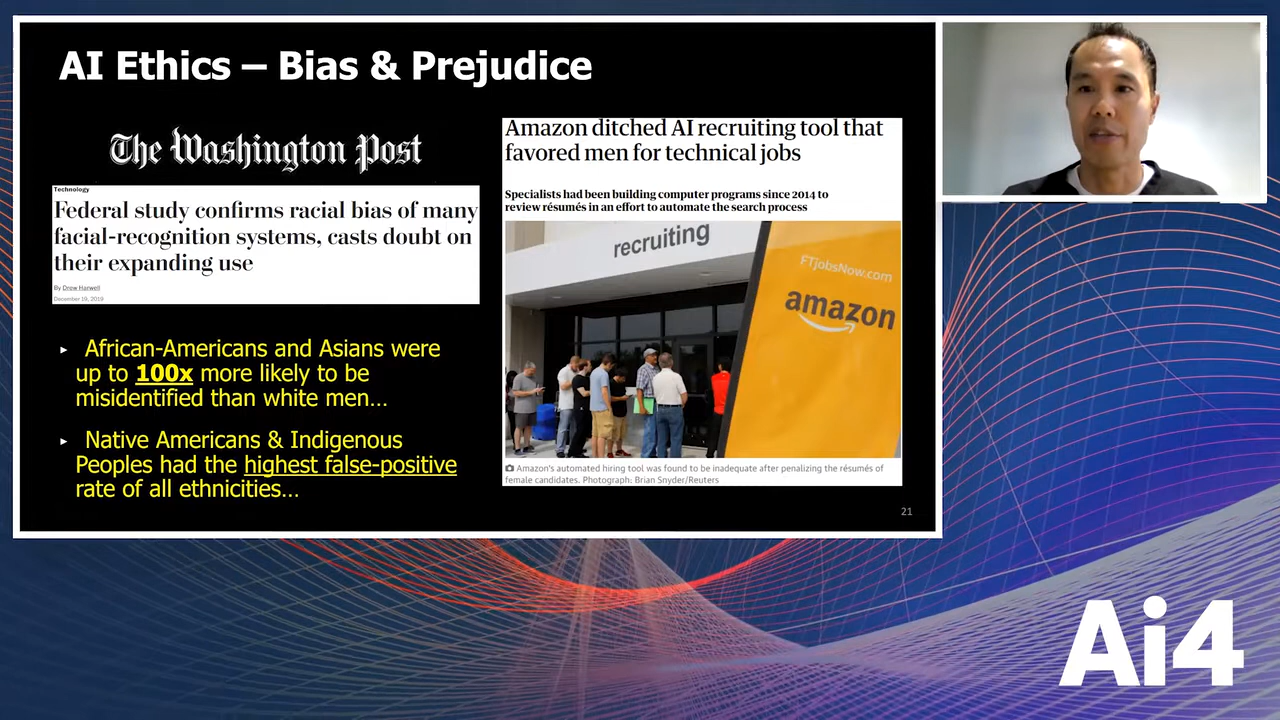 AI Ethics – Bias & Prejudice
The Washington Post
Technology
Federal study confirms racial bias of many
facial-recognition systems, casts doubt on
their expanding use
By Drew Harwell
December 19, 2019
▸ African-Americans and Asians were
up to 100x more likely to be
misidentified than white men…
▸ Native Americans & Indigenous
Peoples had the highest false-positive
rate of all ethnicities…
Amazon ditched AI recruiting tool that
favored men for technical jobs
Specialists had been building computer programs since 2014 to
review résumés in an effort to automate the search process
recruiting
FTjobsNow.com
amazon
Amazon's automated hiring tool was found to be inadequate after penalizing the résumés of
female candidates. Photograph: Brian Snyder/Reuters
21
Ai4